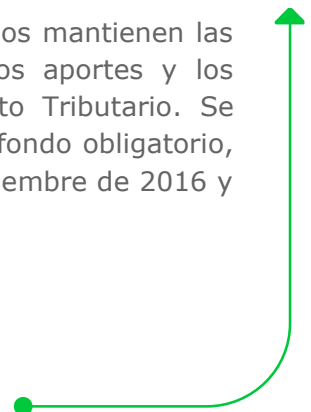 os mantienen las
os aportes y los
to Tributario. Se
fondo obligatorio,
embre de 2016 y